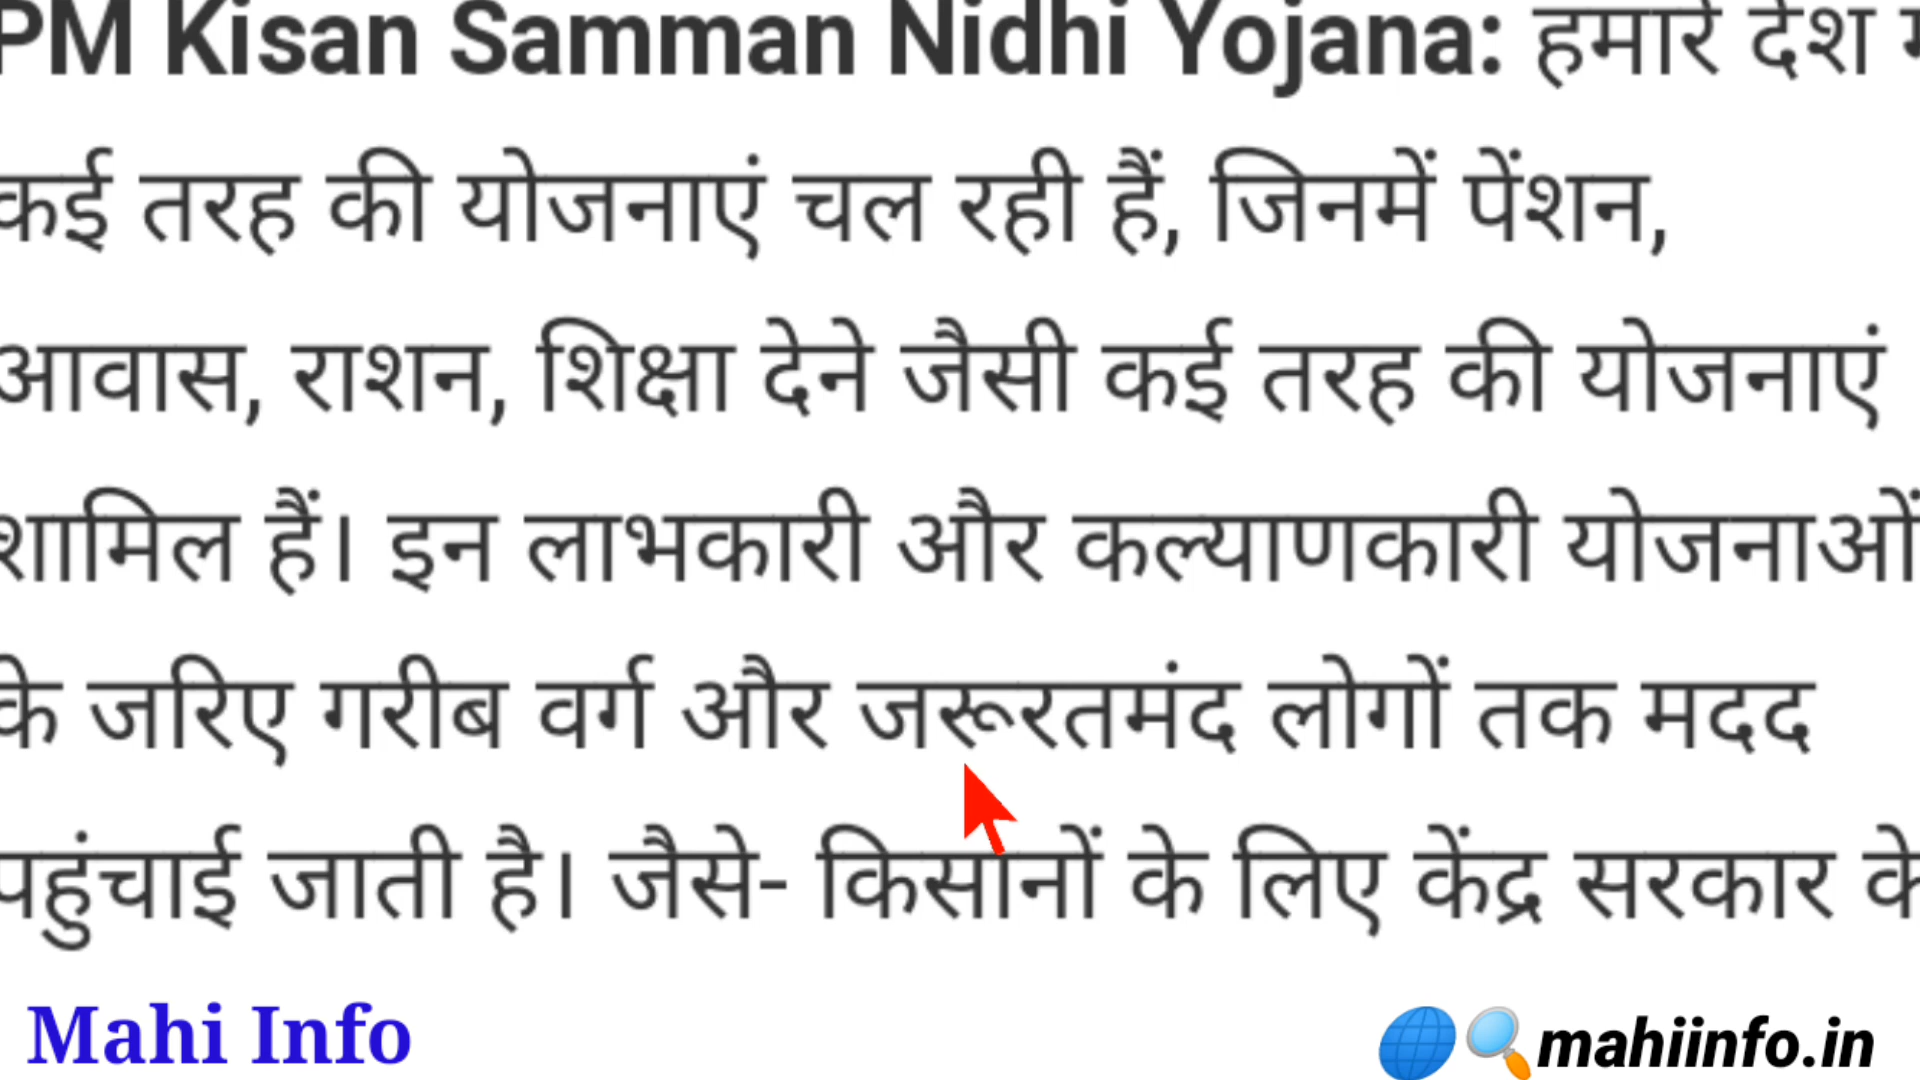 PM Kisan Samman Nidhi Yojana: हमारे देश
कई तरह की योजनाएं चल रही हैं, जिनमें पेंशन,
आवास, राशन, शिक्षा देने जैसी कई तरह की योजनाएं
शामिल हैं। इन लाभकारी और कल्याणकारी योजनाओं
के जरिए गरीब वर्ग और जरूरतमंद लोगों तक मदद
पहुंचाई जाती है। जैसे- किसानों के लिए केंद्र सरकार के
Mahi Info
mahiinfo.in